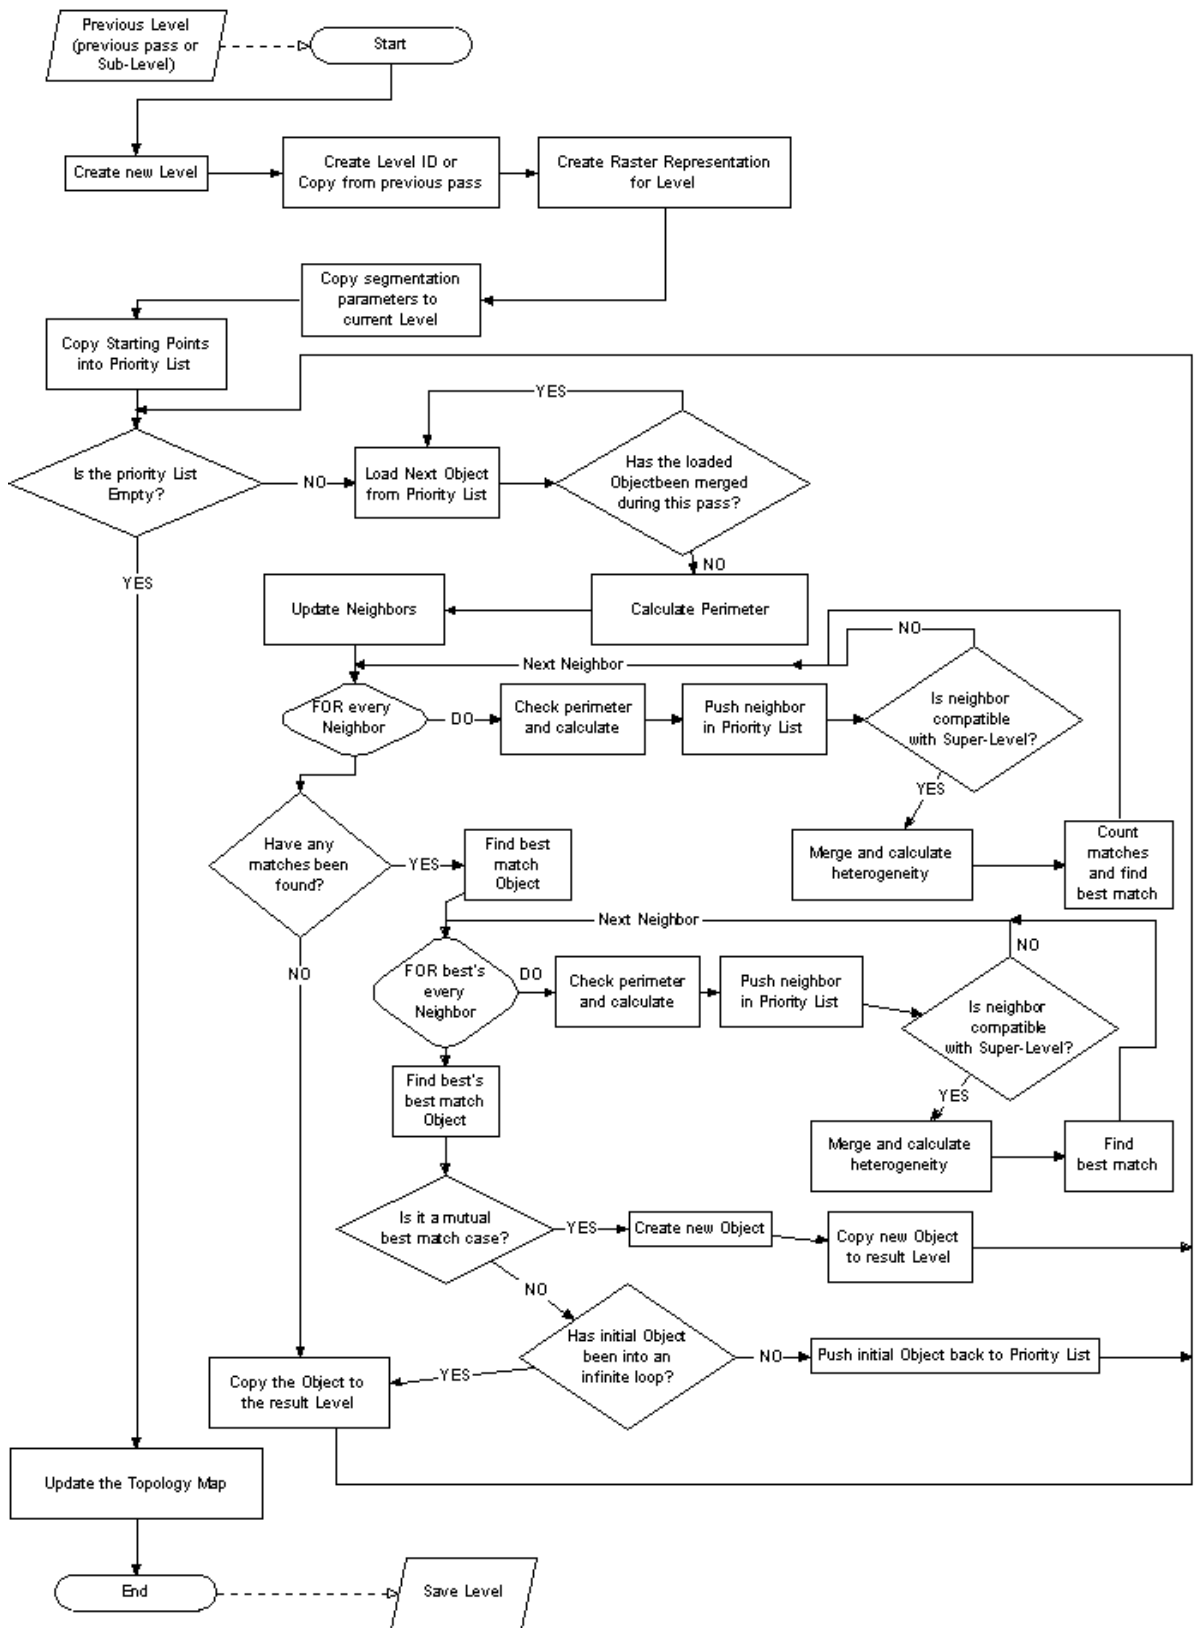 Previous Level
(previous pass or
Sub-Level)
Start
Create new Level
Create Level ID or
Copy from previous pass
Create Raster Representation
for Level
Copy segmentation
parameters to
current Level
Copy Starting Points
into Priority List
YES
Is the priority List
Empty?
NO
Load Next Object
from Priority List
Has the loaded
Objectbeen merged
during this pass?
NO
YES
Update Neighbors
Calculate Perimeter
NO
Next Neighbor
FOR every
Neighbor
DO
Check perimeter
and calculate
Push neighbor
in Priority List
Is neighbor
compatible
with Super-Level?
YES
Have any
matches been
found?
YES
Find best
match
Object
Merge and calculate
heterogeneity
Count
matches
and find
best match
Next Neighbor
NO
NO
FOR best's
every
Neighbor
DO
Check perimeter
and calculate
Push neighbor
in Priority List
Is neighbor
compatible
with Super-Level?
YES
Find best's
best match
Object
Merge and calculate
heterogeneity
Find
best match
Is it a mutual
best match case?
YES
Create new Object
Copy new Object
to result Level
NO
Has initial Object
been into an
infinite loop?
NO
Push initial Object back to Priority List
YES
Copy the Object to
the result Level
Update the Topology Map
End
Save Level